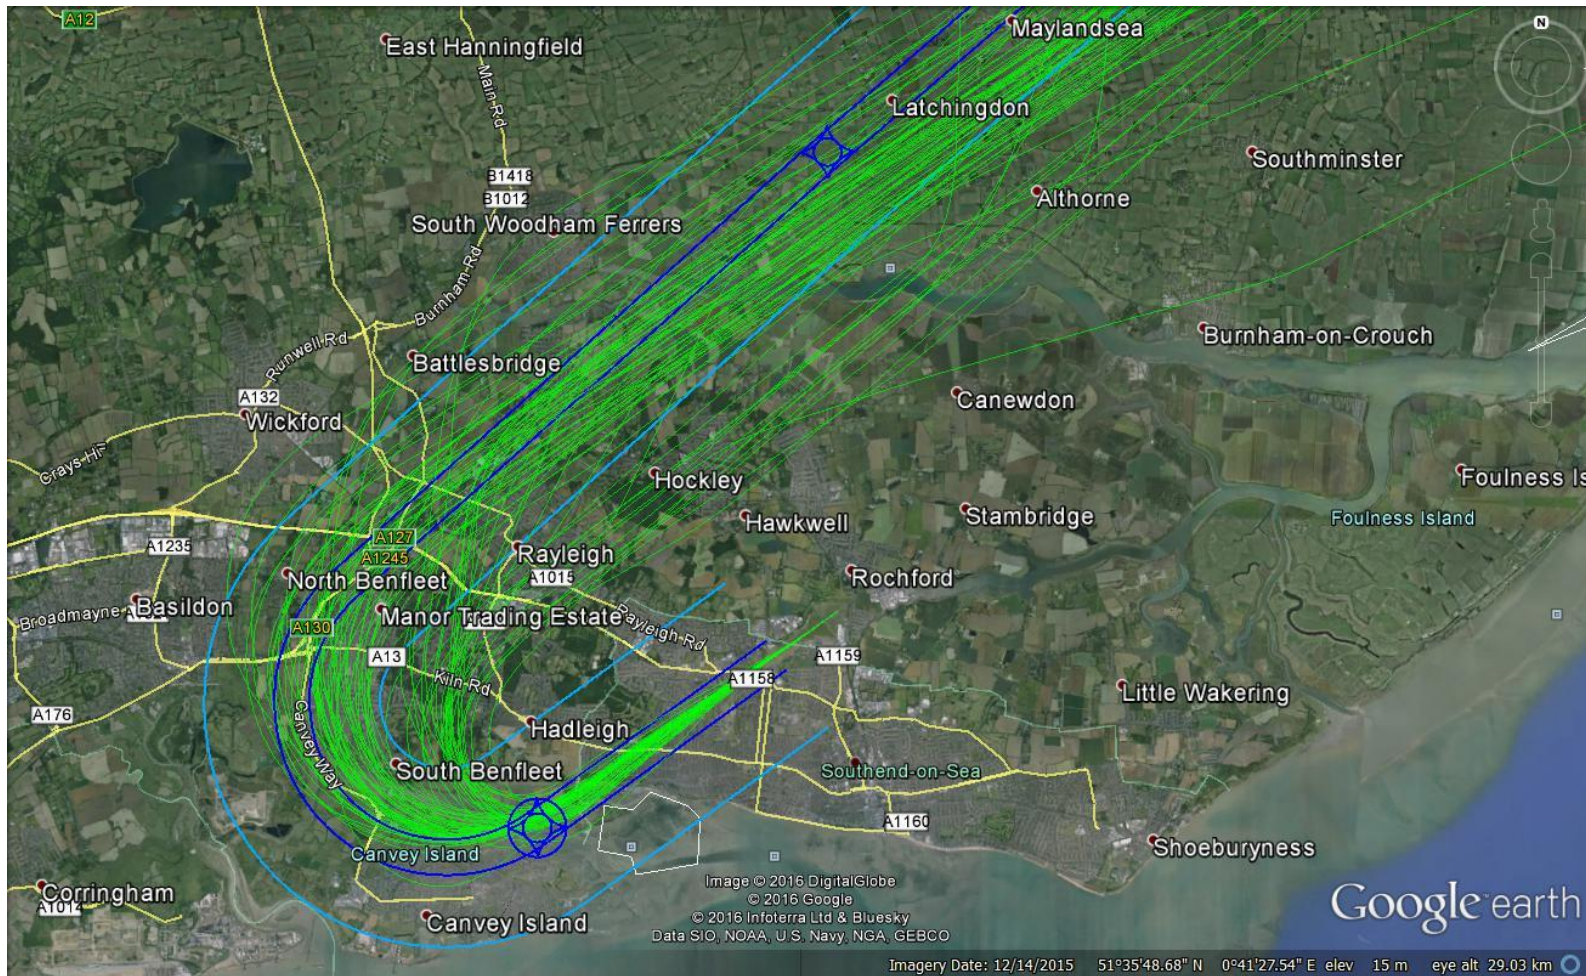 A12
East Hanningfield
Main Rd
Maylandsea
N
Latchingdon
Southminster
B1418
B1012
Althorne
South Woodham Ferrers
Burnham-Rd
Runwell Rd
Battlesbridge
Burnham-on-Crouch
A132
Wickford
Canewdon
Hockley
Foulness Is
Hawkwell
Stambridge
Foulness Island
A127
A1235
A1245
Rayleigh
North Benfleet
A1015
Rochford
Broadmayne
Basildon
Manor Trading Estate
Rayleigh Rd
A130
A13
A1159
Kiln Rd
A1158
Little Wakering
A176
Canvey Way
Hadleigh
South Benfleet
Southend-on-Sea
A1160
Canvey Island
Shoeburyness
Corringham
Image © 2016 DigitalGlobe
© 2016 Google
© 2016 Infoterra Ltd & Bluesky
Data SIO, NOAA, U.S. Navy, NGA, GEBCO
Canvey Island
Google earth
Imagery Date: 12/14/2015 51°35'48.68" N 0°41'27.54" E elev 15 m eye alt 29.03 km